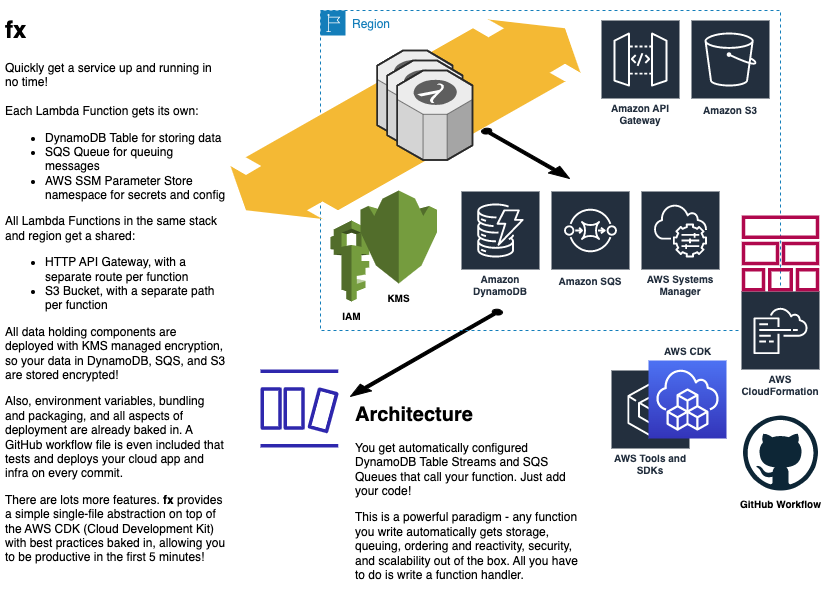 fx
Quickly get a service up and running in
no time!
Each Lambda Function gets its own:
• DynamoDB Table for storing data
• SQS Queue for queuing
messages
• AWS SSM Parameter Store
namespace for secrets and config
All Lambda Functions in the same stack
and region get a shared:
• HTTP API Gateway, with a
separate route per function
• S3 Bucket, with a separate path
per function
All data holding components are
deployed with KMS managed encryption,
so your data in DynamoDB, SQS, and S3
are stored encrypted!
Also, environment variables, bundling
and packaging, and all aspects of
deployment are already baked in. A
GitHub workflow file is even included that
tests and deploys your cloud app and
infra on every commit.
There are lots more features. fx provides
a simple single-file abstraction on top of
the AWS CDK (Cloud Development Kit)
with best practices baked in, allowing you
to be productive in the first 5 minutes!
Region
λ
</>
Amazon API
Gateway
Amazon S3
IAM
KMS
Amazon
DynamoDB
Amazon SQS
AWS Systems
Manager
AWS
CloudFormation
AWS CDK
AWS Tools and
SDKs
GitHub Workflow
Architecture
You get automatically configured
DynamoDB Table Streams and SQS
Queues that call your function. Just add
your code!
This is a powerful paradigm - any function
you write automatically gets storage,
queuing, ordering and reactivity, security,
and scalability out of the box. All you have
to do is write a function handler.